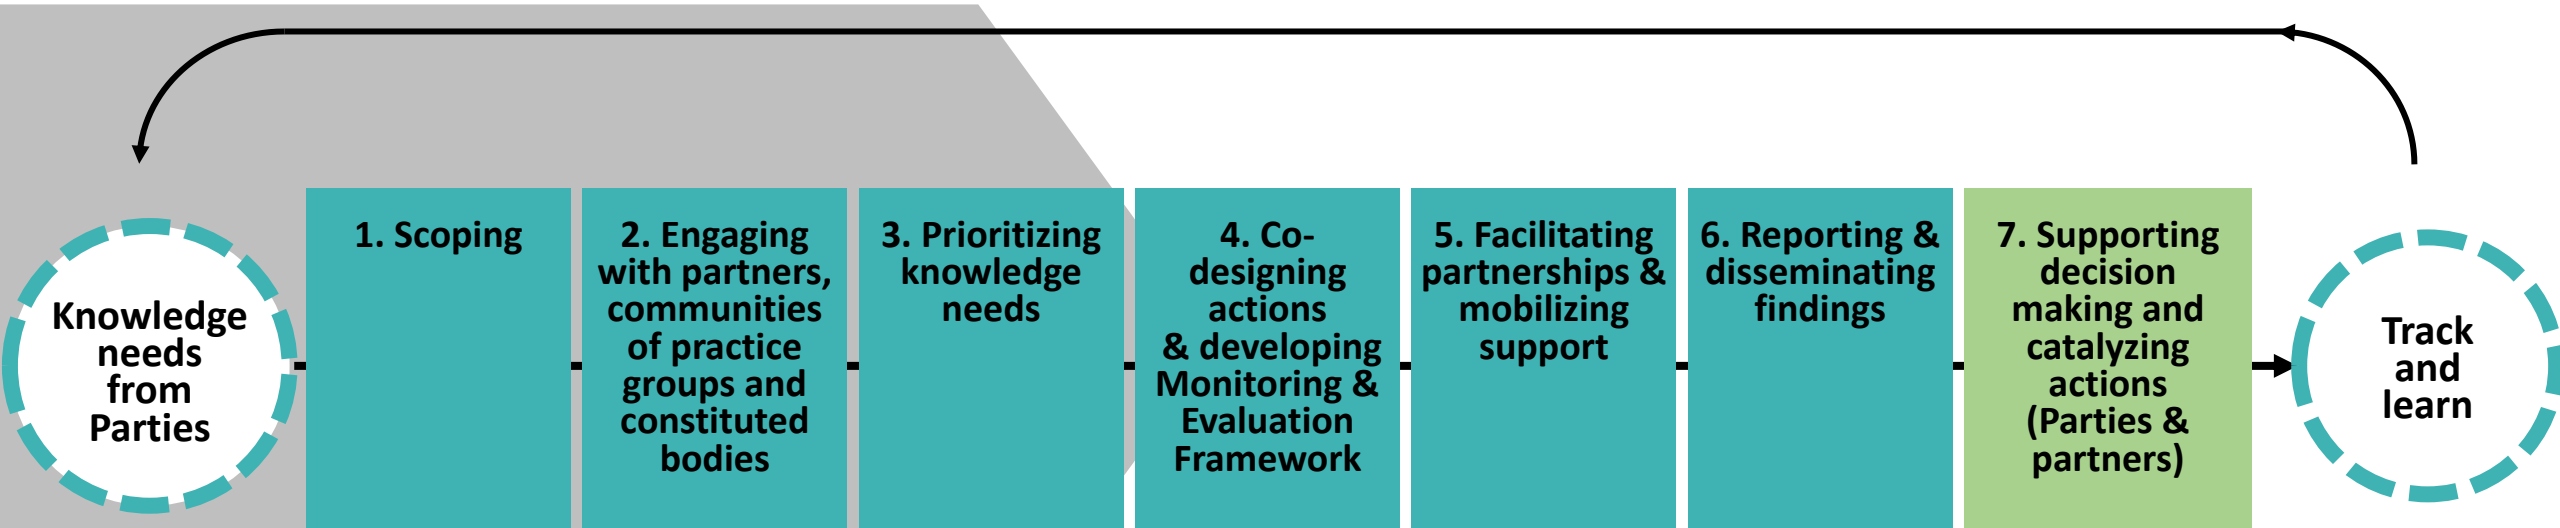 Knowledge
needs
from
Parties
1. Scoping
2. Engaging
with partners,
communities
of practice
groups and
constituted
bodies
3. Prioritizing
knowledge
needs
4. Co-
designing
actions
& developing
Monitoring &
Evaluation
Framework
5. Facilitating
partnerships &
mobilizing
support
6. Reporting &
disseminating
findings
7. Supporting
decision
making and
catalyzing
actions
(Parties &
partners)
Track
and
learn